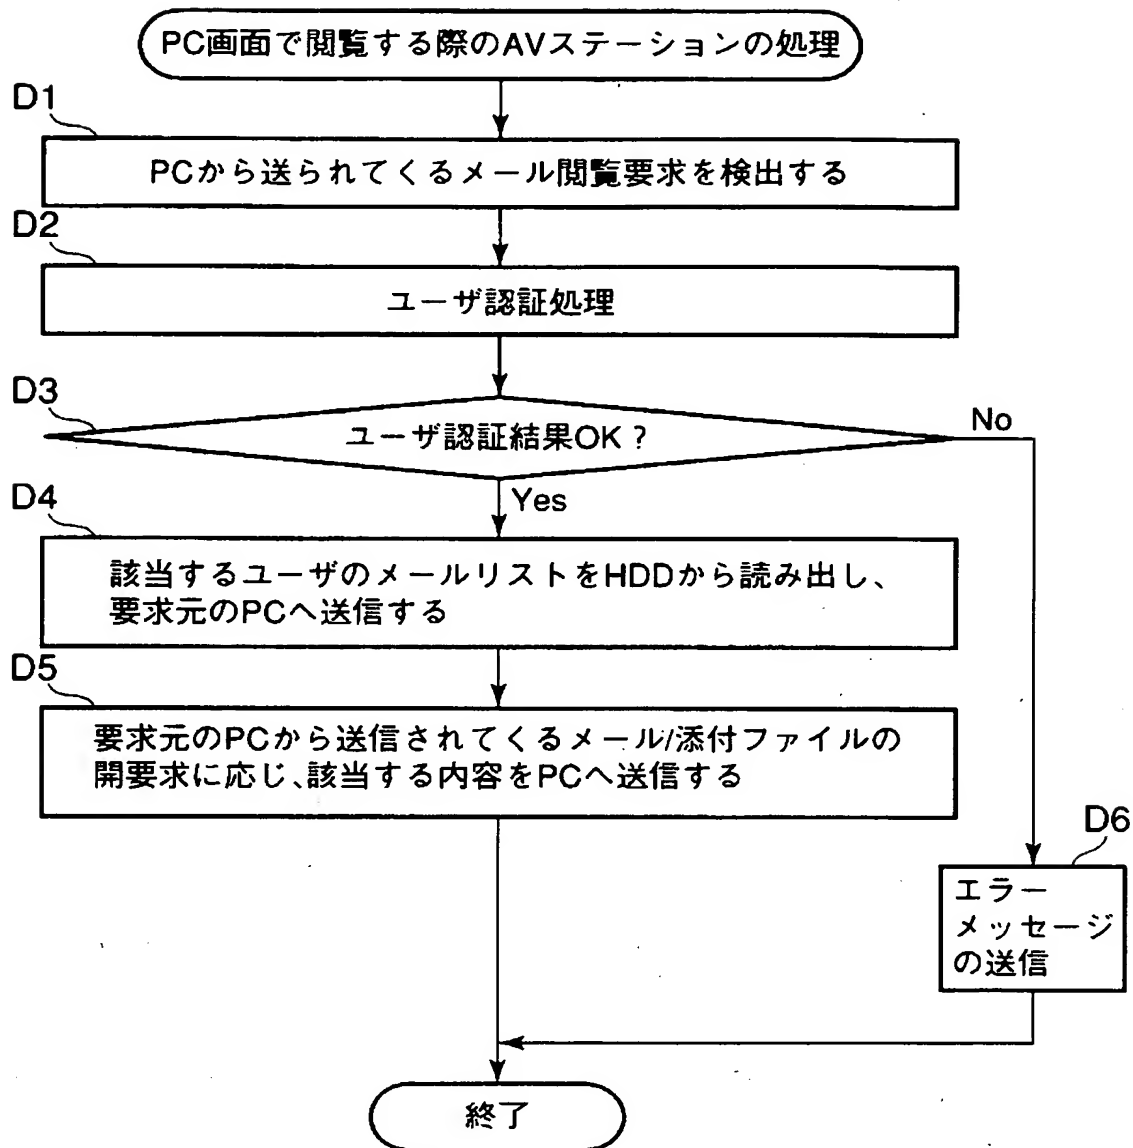 PC画面で閲覧する際のAVステーションの処理
D1
PCから送られてくるメール閲覧要求を検出する
D2
ユーザ認証処理
D3
ユーザ認証結果OK？
No
Yes
D4
該当するユーザのメールリストをHDDから読み出し、
要求元のPCへ送信する
D5
要求元のPCから送信されてくるメール/添付ファイルの
開要求に応じ、該当する内容をPCへ送信する
D6
エラー
メッセージ
の送信
終了